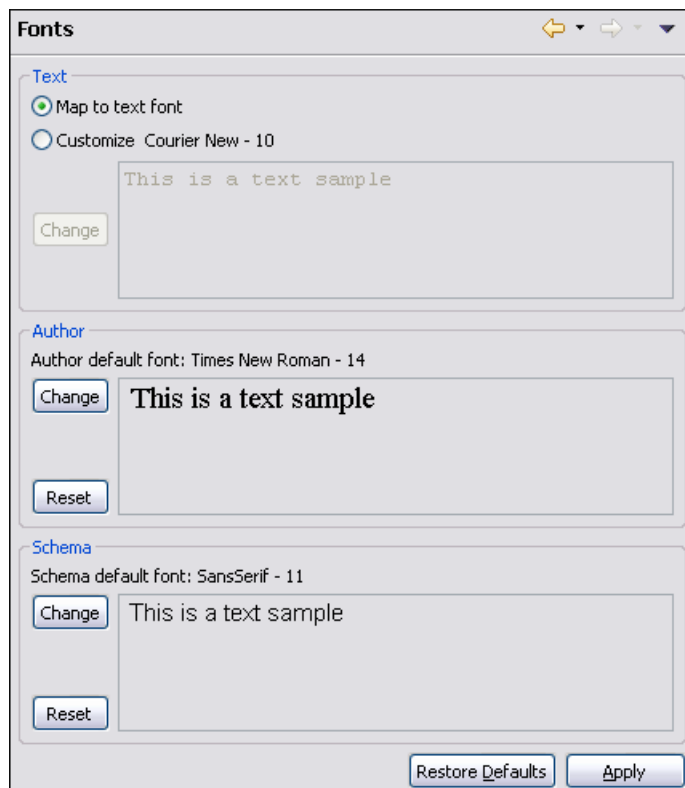 Fonts
Text
Map to text font
Customize Courier New - 10
This is a text sample
Change
Author
Author default font: Times New Roman - 14
Change
This is a text sample
Reset
Schema
Schema default font: SansSerif - 11
Change
This is a text sample
Reset
Restore Defaults
Apply